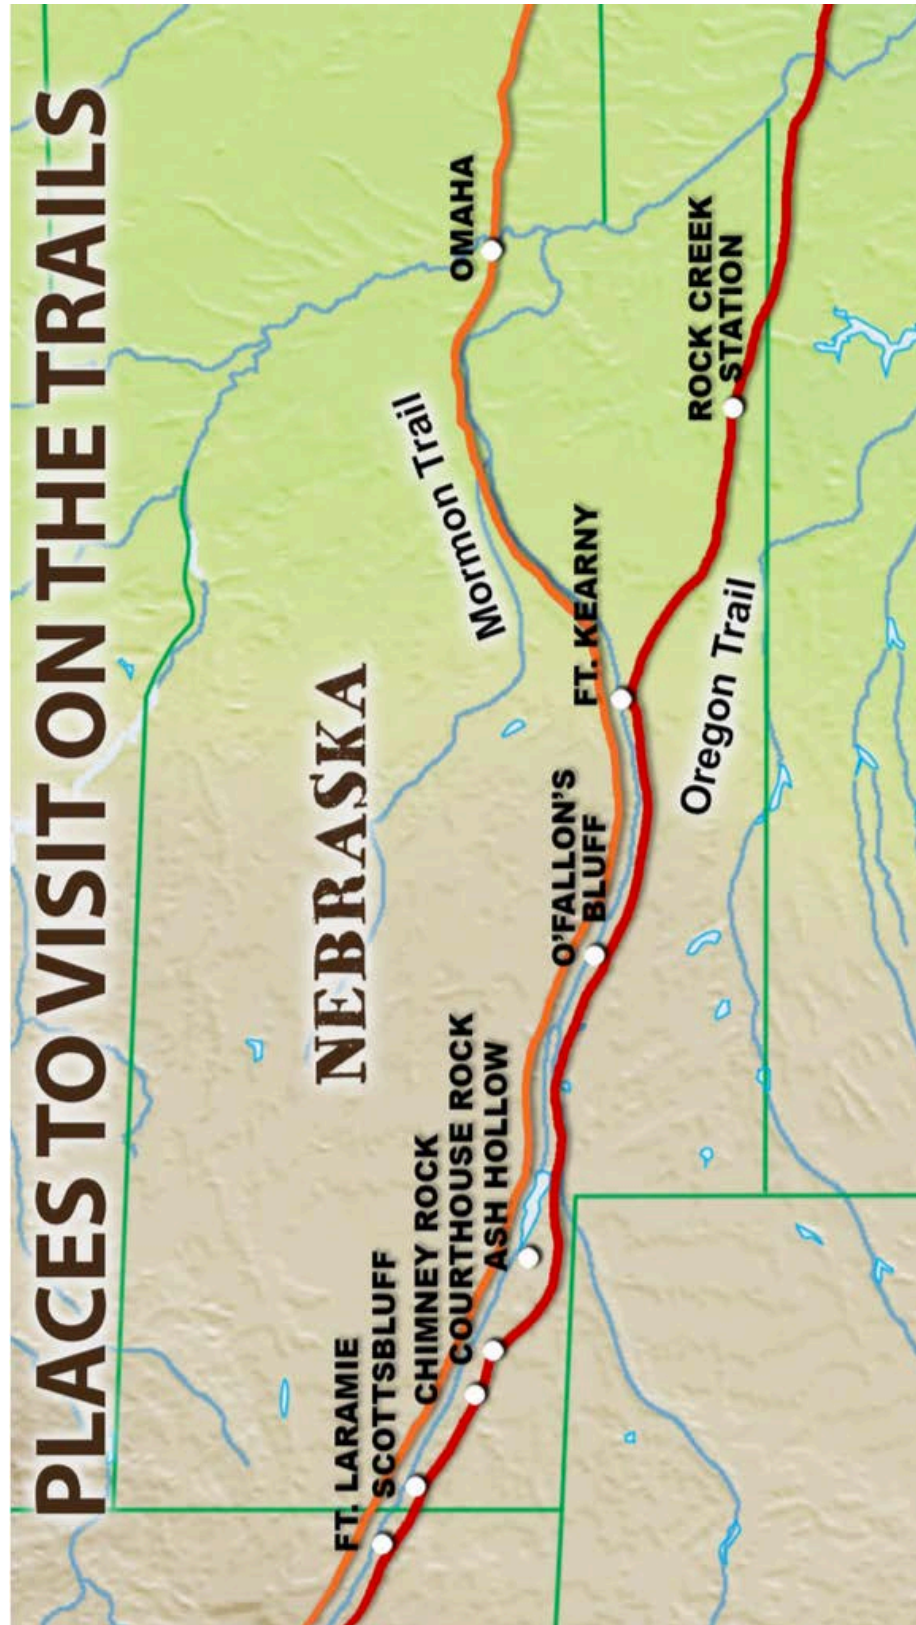 PLACES TO VISIT ON THE TRAILS
NEBRASKA
FT. LARAMIE
SCOTTSBLUFF
CHIMNEY ROCK
COURTHOUSE ROCK
ASH HOLLOW
O'FALLON'S
BLUFF
FT. KEARNY
Mormon Trail
OMAHA
Oregon Trail
ROCK CREEK
STATION